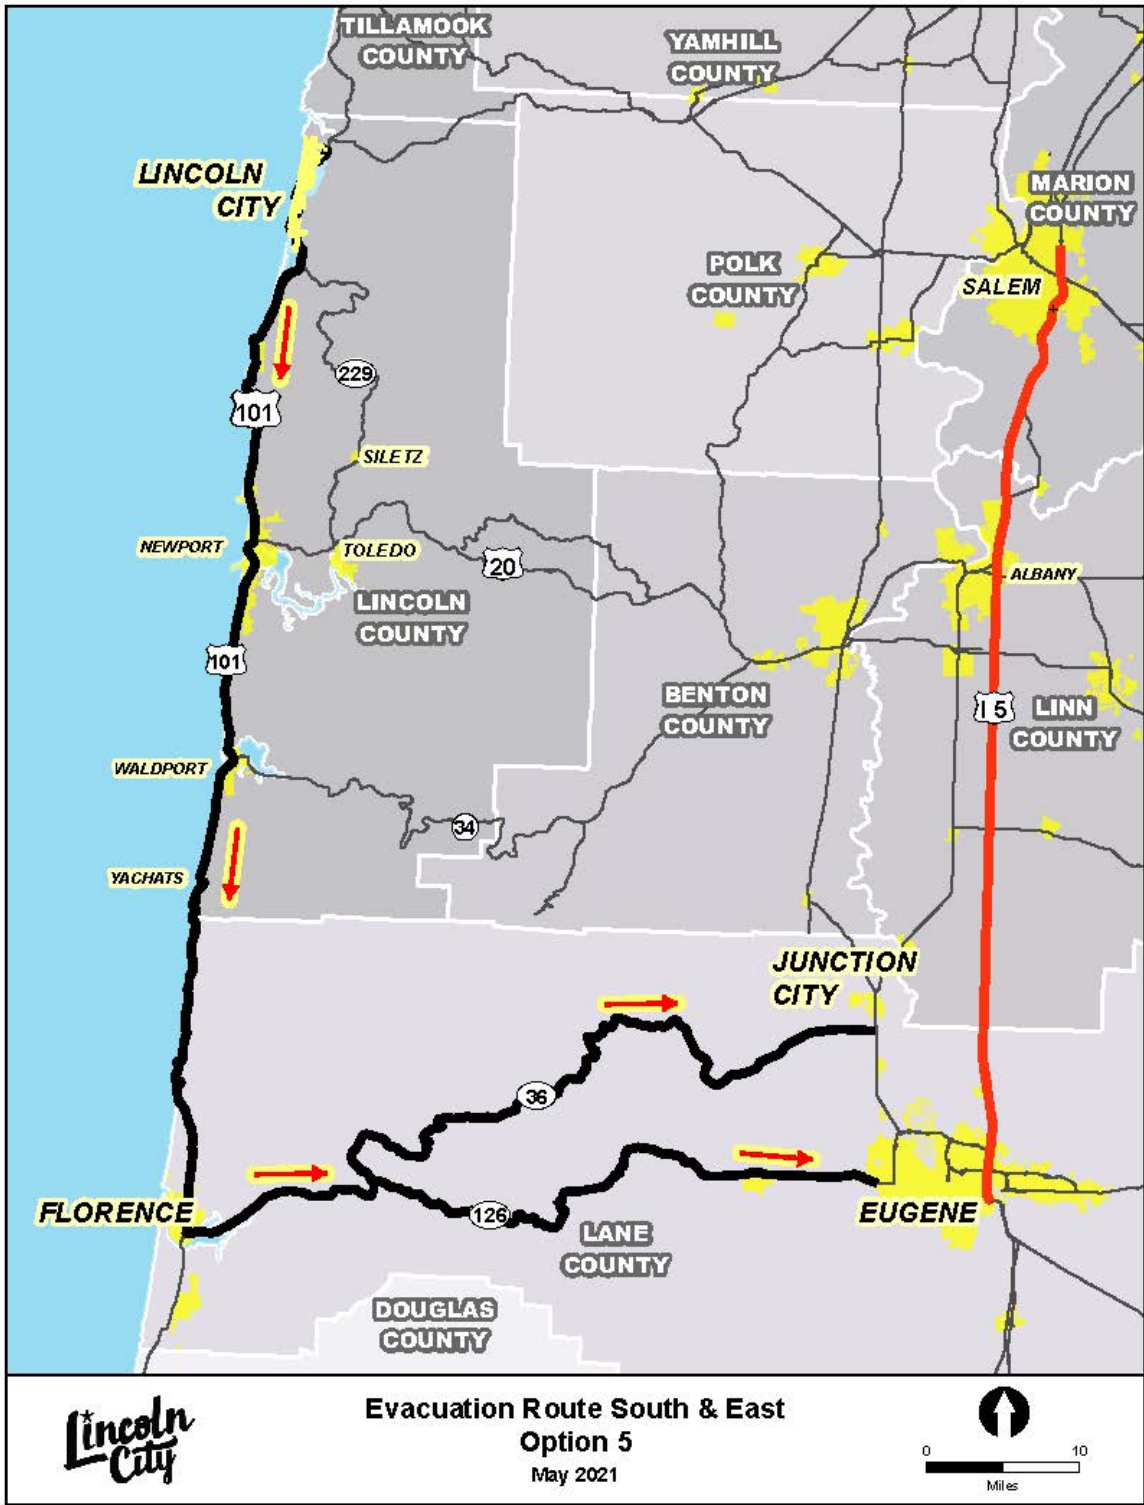 TILLAMOOK
COUNTY
YAMHILL
COUNTY
LINCOLN
CITY
MARION
COUNTY
POLK
COUNTY
SALEM
229
101
SILETZ
NEWPORT
TOLEDO
20
ALBANY
LINCOLN
COUNTY
101
BENTON
COUNTY
I 5
LINN
COUNTY
WALDPORT
34
YACHATS
JUNCTION
CITY
36
FLORENCE
126
EUGENE
LANE
COUNTY
DOUGLAS
COUNTY
Lincoln
City
Evacuation Route South & East
Option 5
May 2021
0 10
Miles